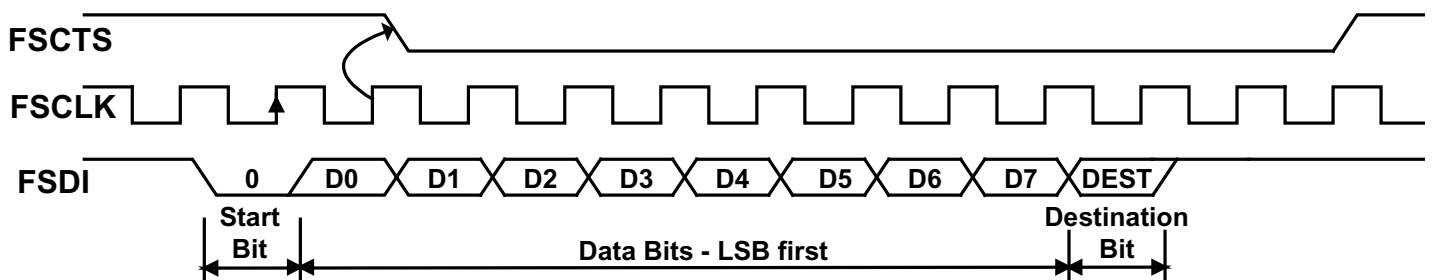 FSCTS
FSCLK
FSDI
0 D0 D1 D2 D3 D4 D5 D6 D7 DEST
Start
Bit
Data Bits - LSB first
Destination
Bit